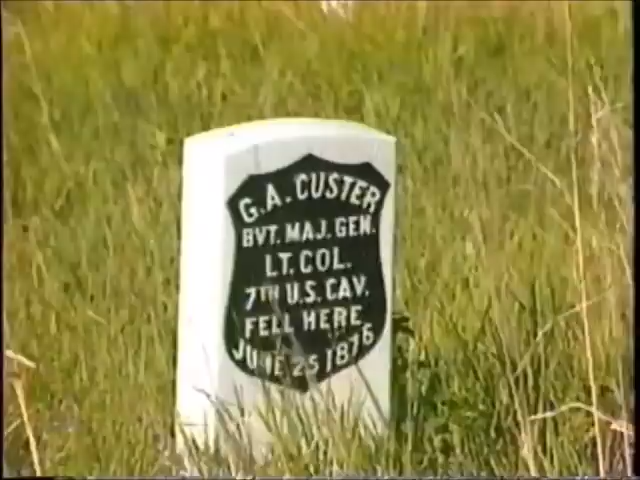 G.A. CUSTER
BVT. MAJ. GEN.
LT. COL.
7TH U.S. CAV.
FELL HERE
JUNE 25 1876